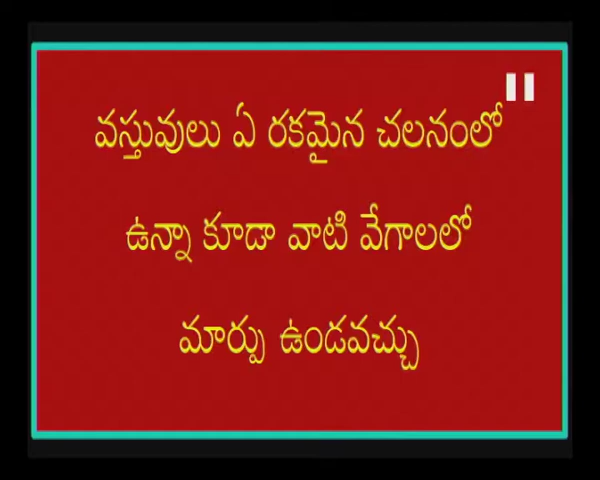 వస్తువులు ఏ రకమైన చలనంలో
ఉన్నా కూడా వాటి వేగాలలో
మార్పు ఉండవచ్చు